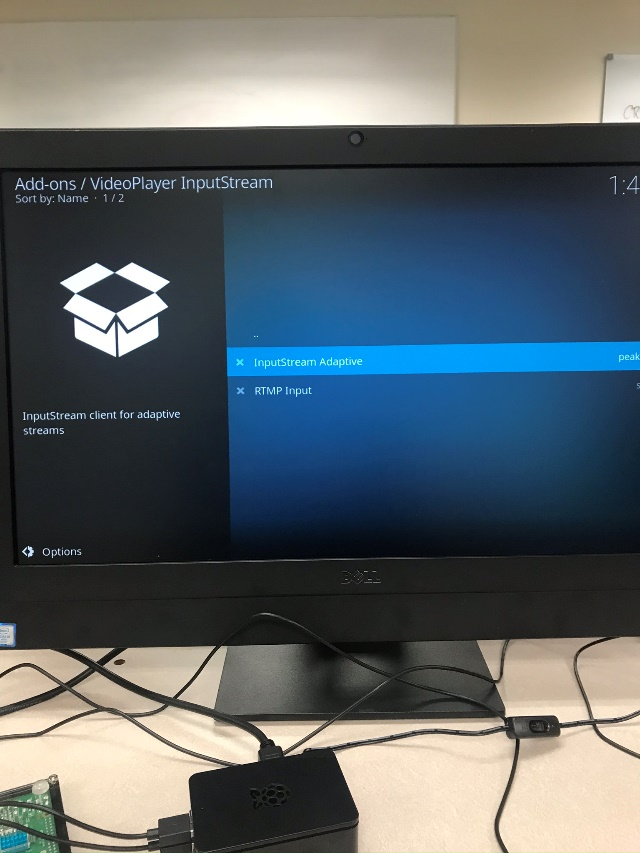 Add-ons / VideoPlayer InputStream
Sort by: Name · 1 / 2
1:4
..
InputStream Adaptive
peak
RTMP Input
s
InputStream client for adaptive
streams
Options
DELL